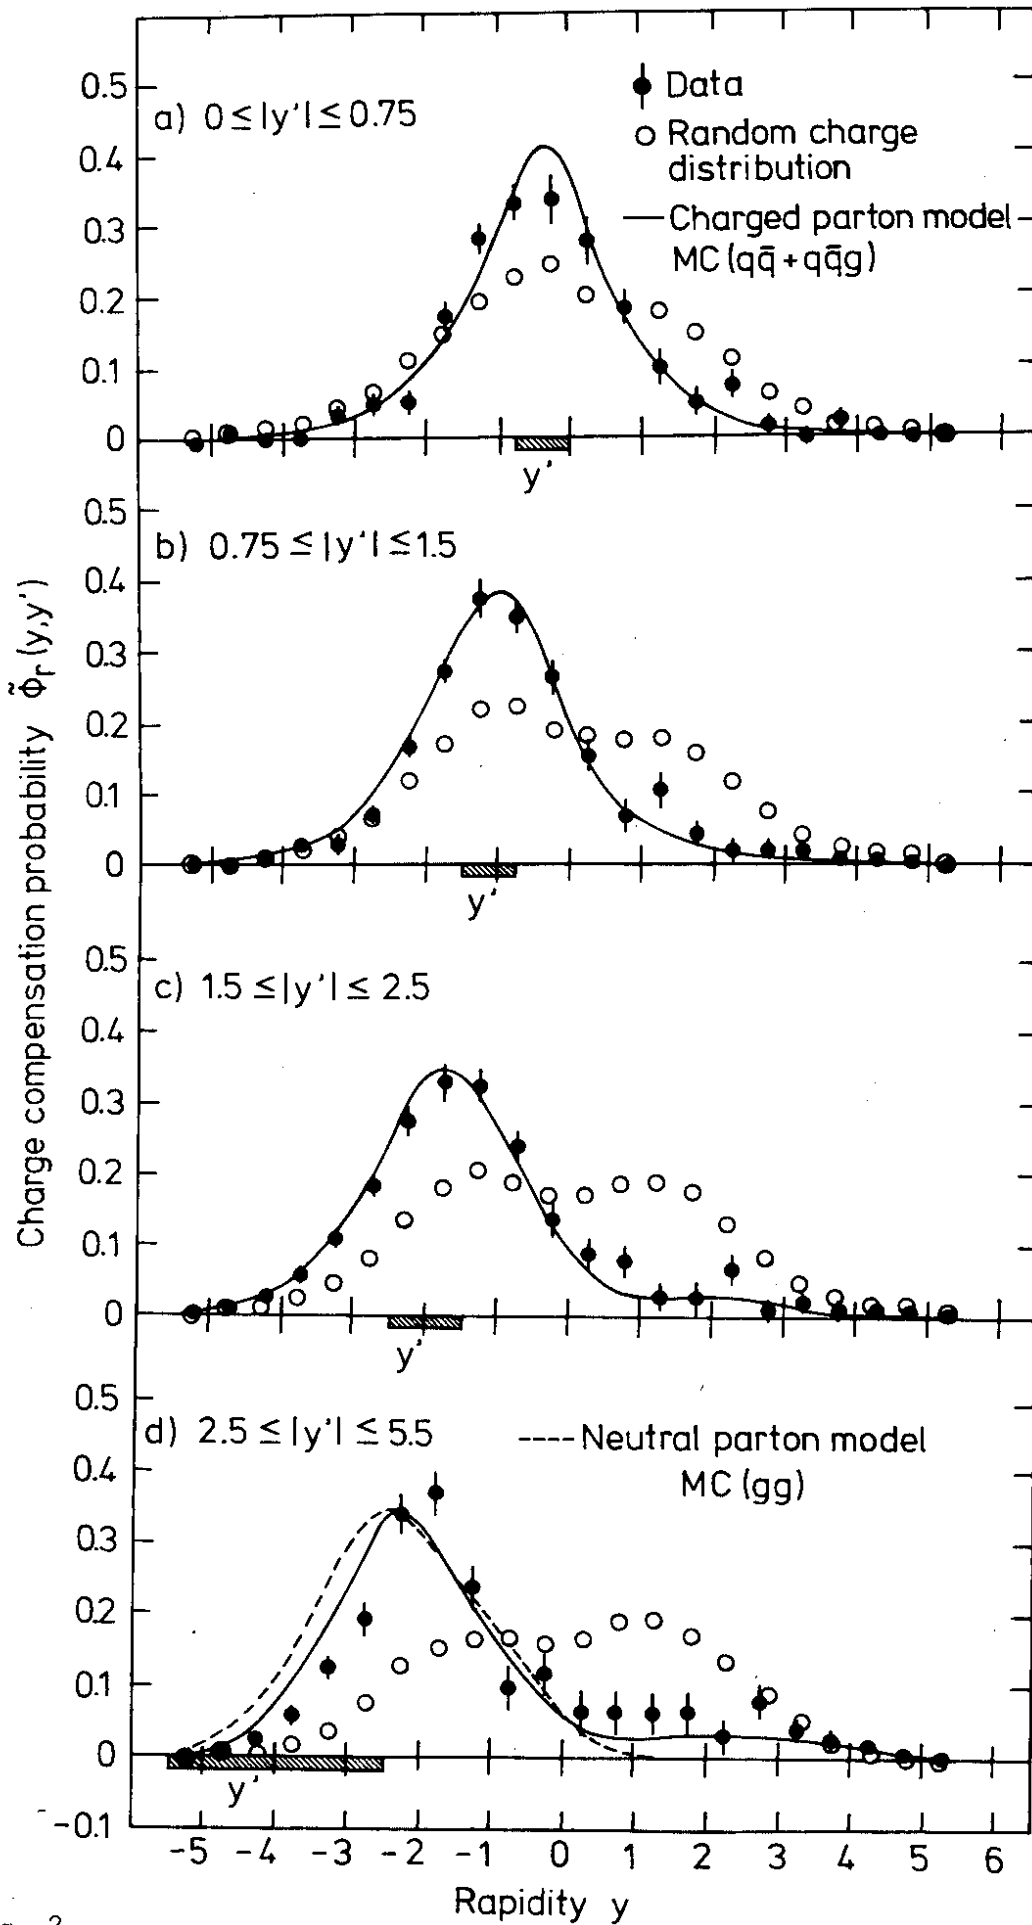 0.5
a) 0 ≤ |y'| ≤ 0.75
Data
Random charge
distribution
Charged parton model
MC (qq̄ + qq̄g)
0.4
0.3
0.2
0.1
0
y'
0.5
b) 0.75 ≤ |y'| ≤ 1.5
0.4
0.3
0.2
0.1
0
y'
Charge compensation probability Φ̃r (y,y')
0.5
c) 1.5 ≤ |y'| ≤ 2.5
0.4
0.3
0.2
0.1
0
y'
0.5
d) 2.5 ≤ |y'| ≤ 5.5
Neutral parton model
MC (gg)
0.4
0.3
0.2
0.1
0
y'
-0.1
-5 -4 -3 -2 -1 0 1 2 3 4 5 6
Rapidity y
2